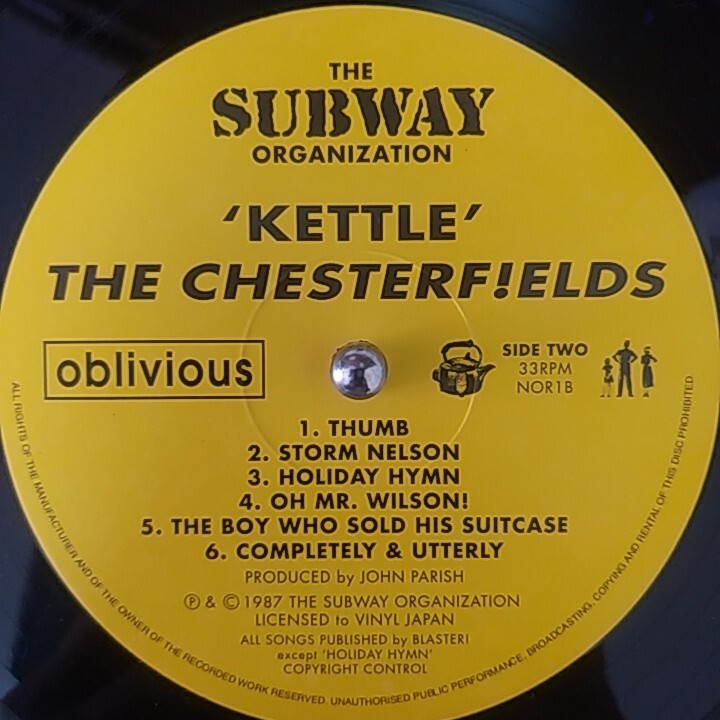 THE
SUBWAY
ORGANIZATION
'KETTLE'
THE CHESTERF!ELDS
oblivious
SIDE TWO
33RPM
NOR1B
1. THUMB
2. STORM NELSON
3. HOLIDAY HYMN
4. OH MR. WILSON!
5. THE BOY WHO SOLD HIS SUITCASE
6. COMPLETELY & UTTERLY
PRODUCED by JOHN PARISH
Ⓟ & © 1987 THE SUBWAY ORGANIZATION
LICENSED to VINYL JAPAN
ALL SONGS PUBLISHED by BLASTER!
except 'HOLIDAY HYMN'
COPYRIGHT CONTROL
ALL RIGHTS OF THE MANUFACTURER AND OF THE OWNER OF THE RECORDED WORK RESERVED. UNAUTHORISED PUBLIC PERFORMANCE, BROADCASTING, COPYING AND RENTAL OF THIS DISC PROHIBITED